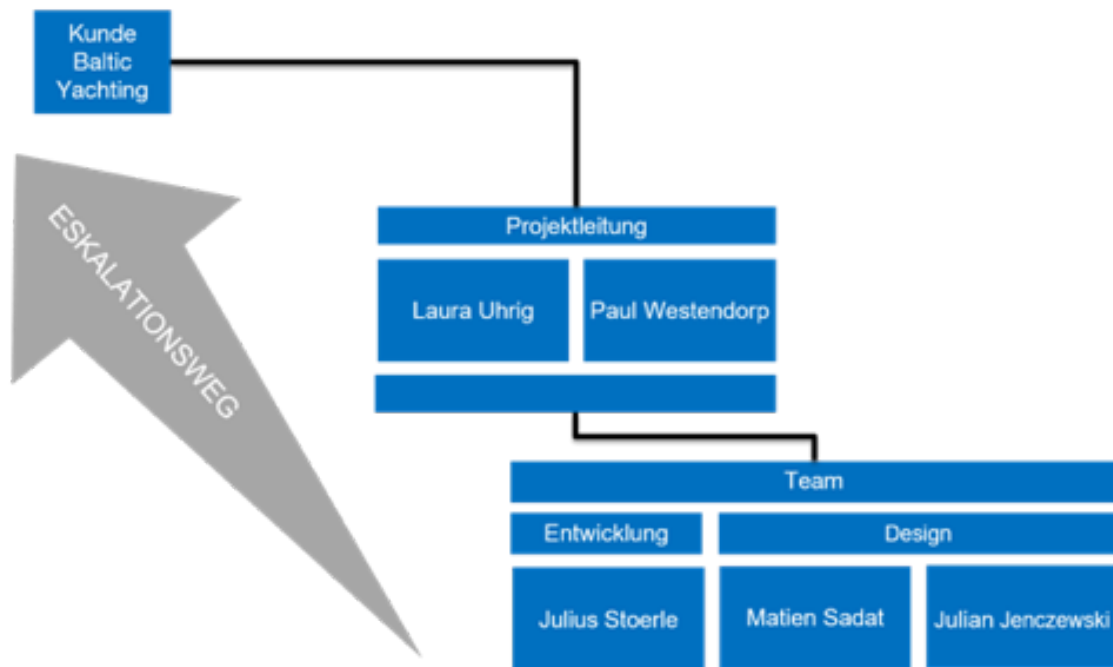 Kunde
Baltic
Yachting
ESKALATIONSWEG
Projektleitung
Laura Uhrig
Paul Westendorp
Team
Entwicklung
Design
Julius Stoerle
Matien Sadat
Julian Jenczewski